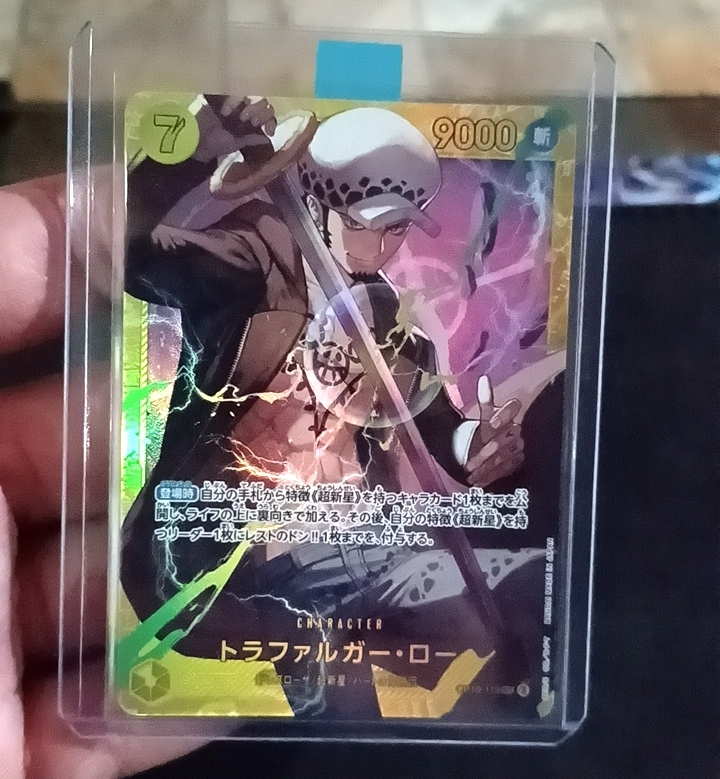 7
9000
斬
登場時 自分の手札から特徴《超新星》を持つキャラカード1枚までを公
開し、ライフの上に裏向きで加える。その後、自分の特徴《超新星》を持
つリーダー1枚にレストのドン!!1枚までを、付与する。
CHARACTER
トラファルガー・ロー